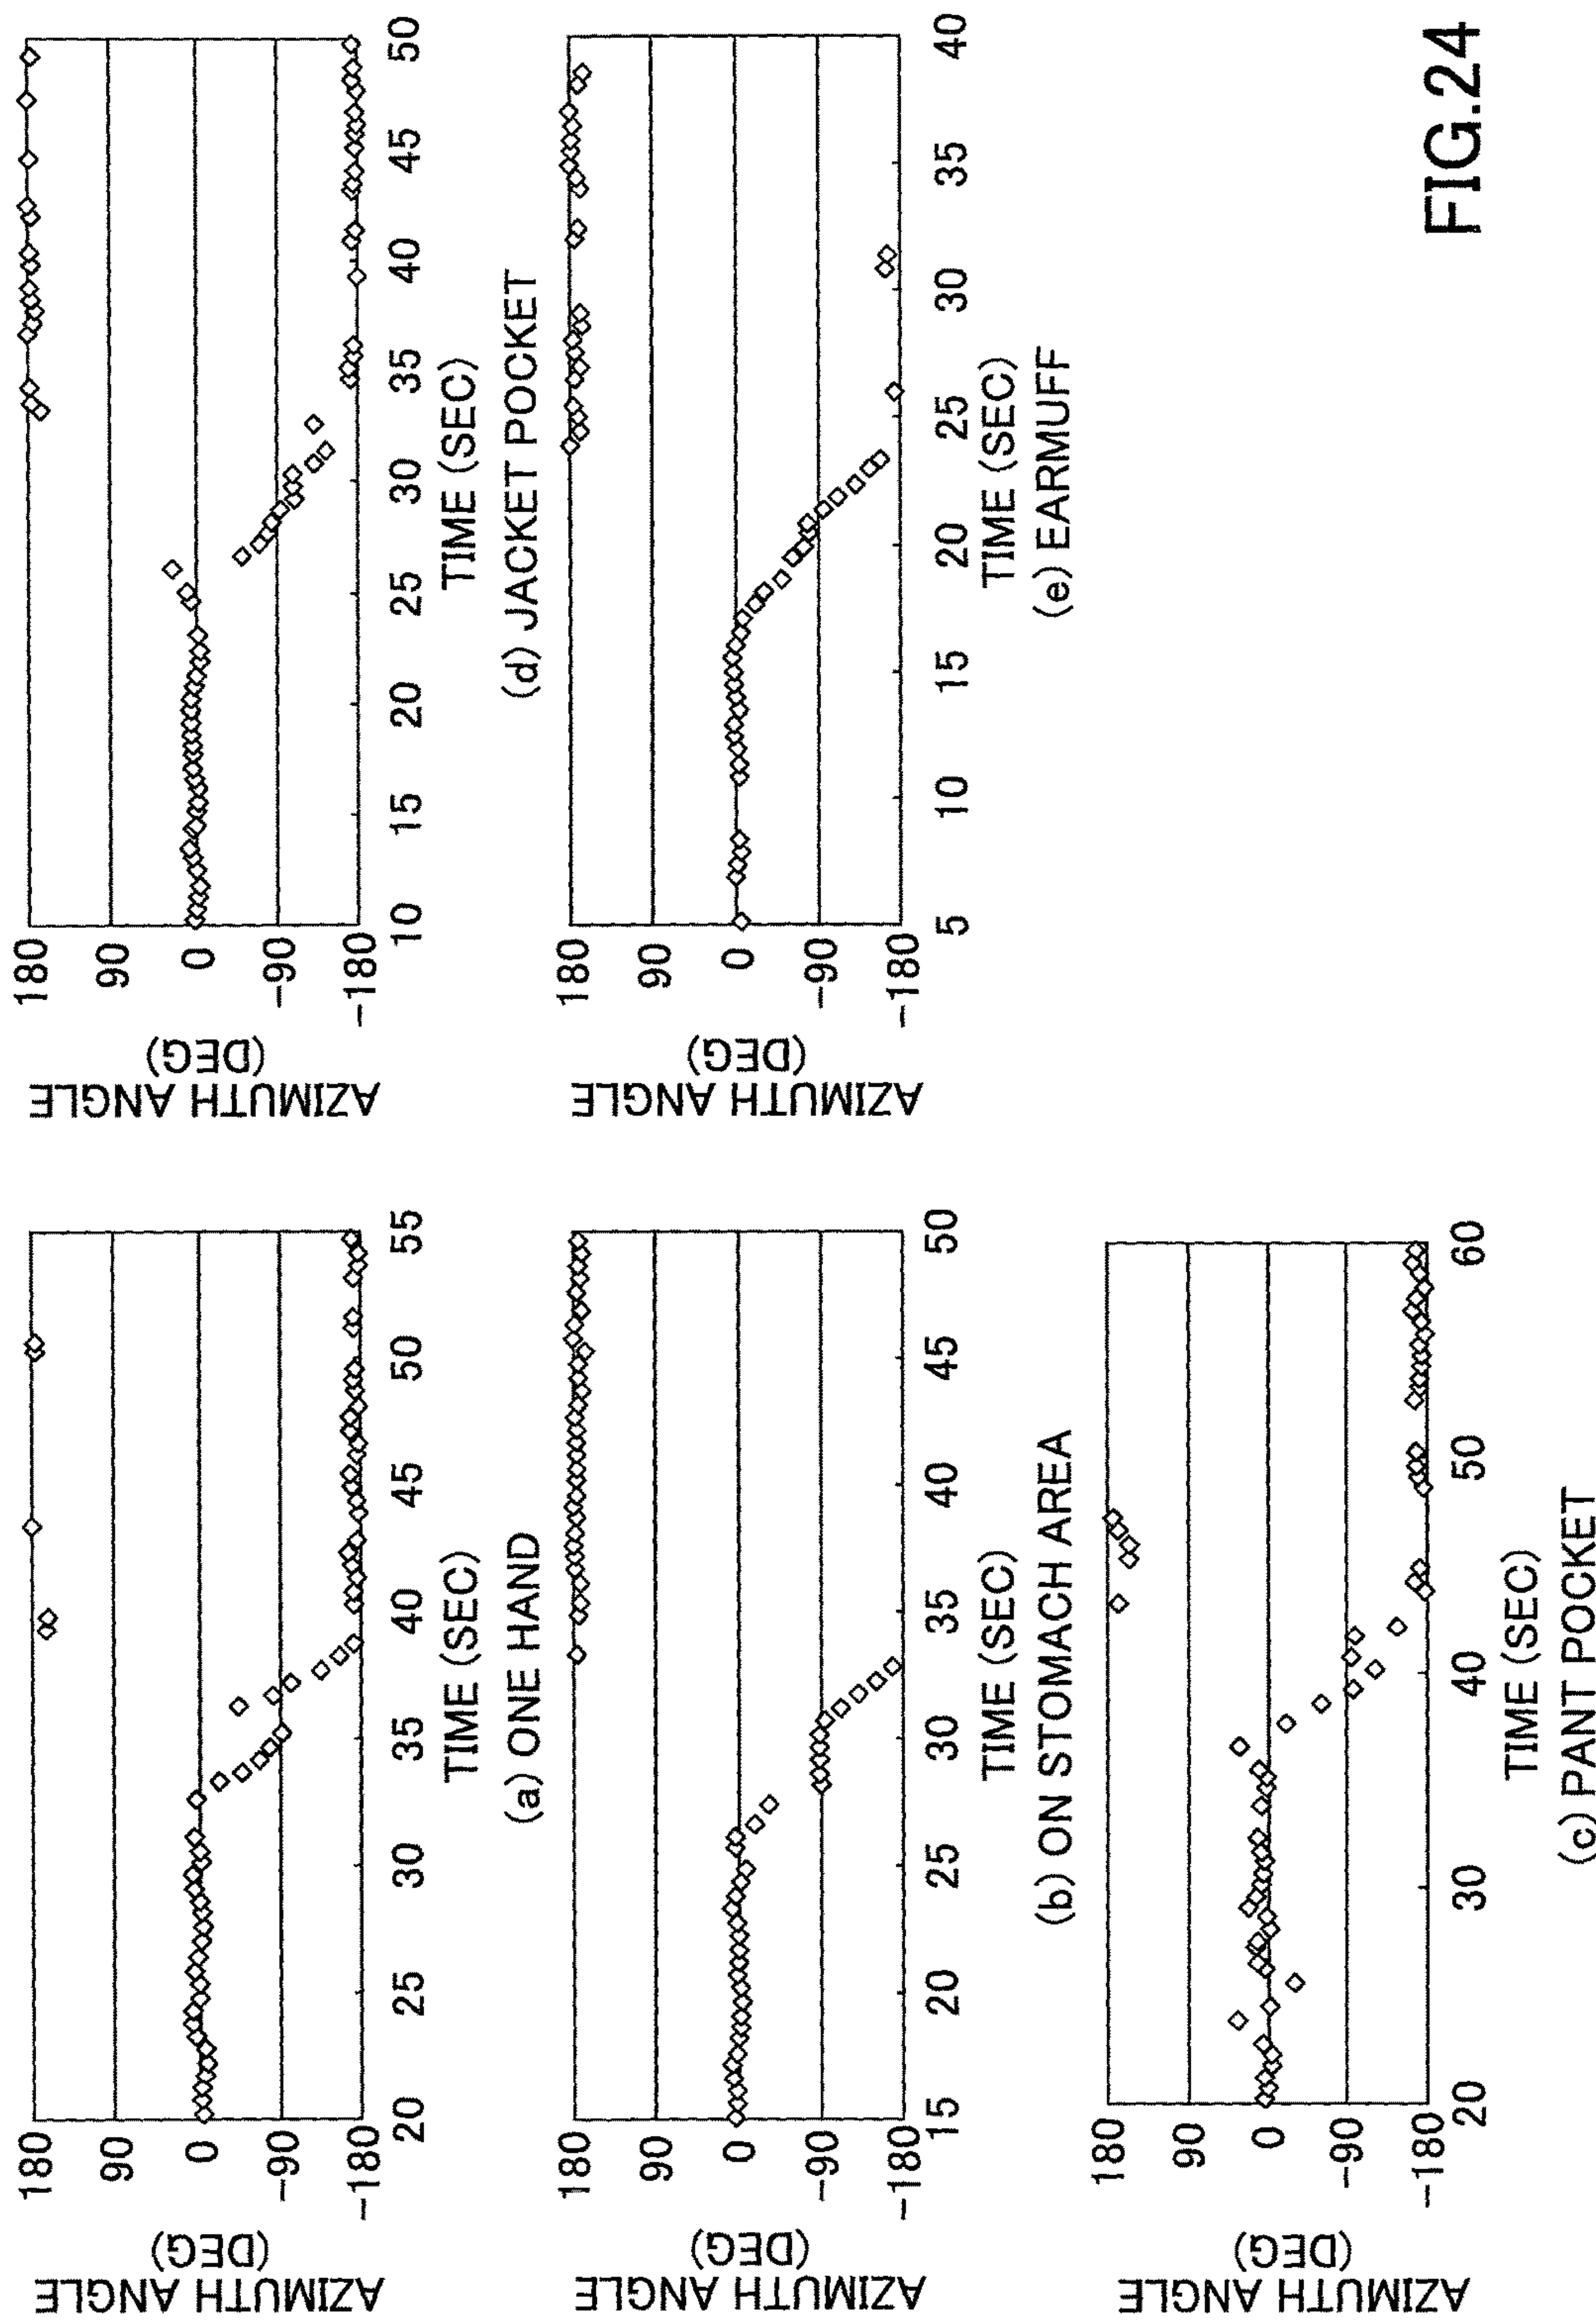 AZIMUTH ANGLE
(DEG)
180
90
0
-90
-180
20 25 30 35 40 45 50 55
TIME (SEC)
(a) ONE HAND
AZIMUTH ANGLE
(DEG)
180
90
0
-90
-180
15 20 25 30 35 40 45 50
TIME (SEC)
(b) ON STOMACH AREA
AZIMUTH ANGLE
(DEG)
180
90
0
-90
-180
20 30 40 50 60
TIME (SEC)
(c) PANT POCKET
AZIMUTH ANGLE
(DEG)
180
90
0
-90
-180
10 15 20 25 30 35 40 45 50
TIME (SEC)
(d) JACKET POCKET
AZIMUTH ANGLE
(DEG)
180
90
0
-90
-180
5 10 15 20 25 30 35 40
TIME (SEC)
(e) EARMUFF
FIG.24